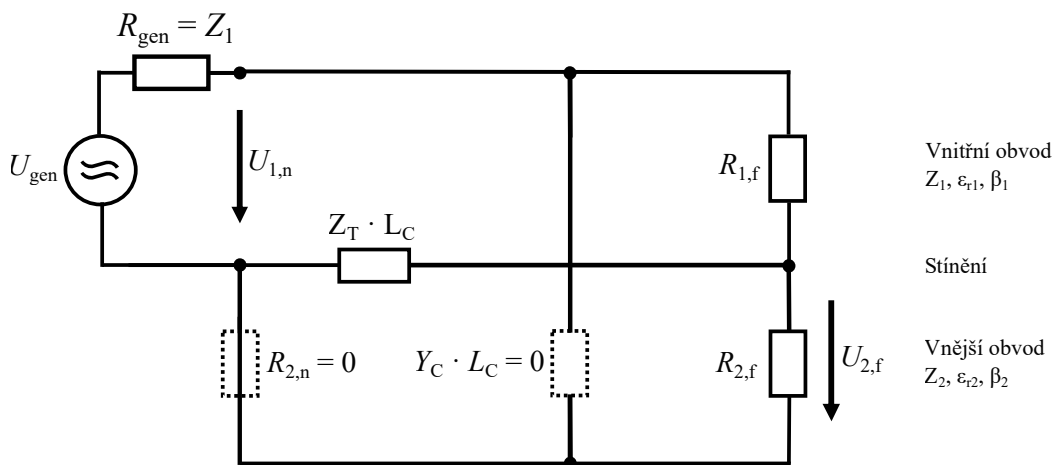 R_gen = Z_1
U_gen
U_1,n
R_1,f
Vnitřní obvod
Z_1, ε_r1, β_1
Z_T · L_C
Stínění
R_2,n = 0
Y_C · L_C = 0
R_2,f
U_2,f
Vnější obvod
Z_2, ε_r2, β_2